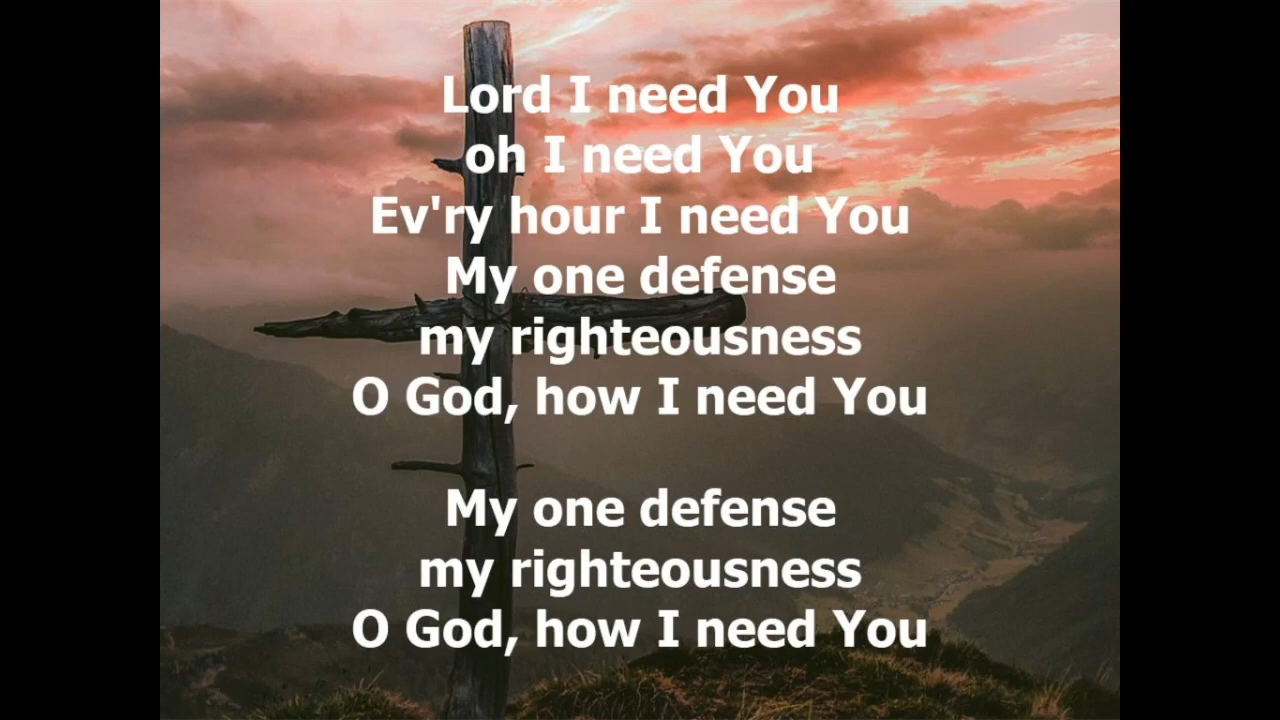 Lord I need You
oh I need You
Ev'ry hour I need You
My one defense
my righteousness
O God, how I need You
My one defense
my righteousness
O God, how I need You